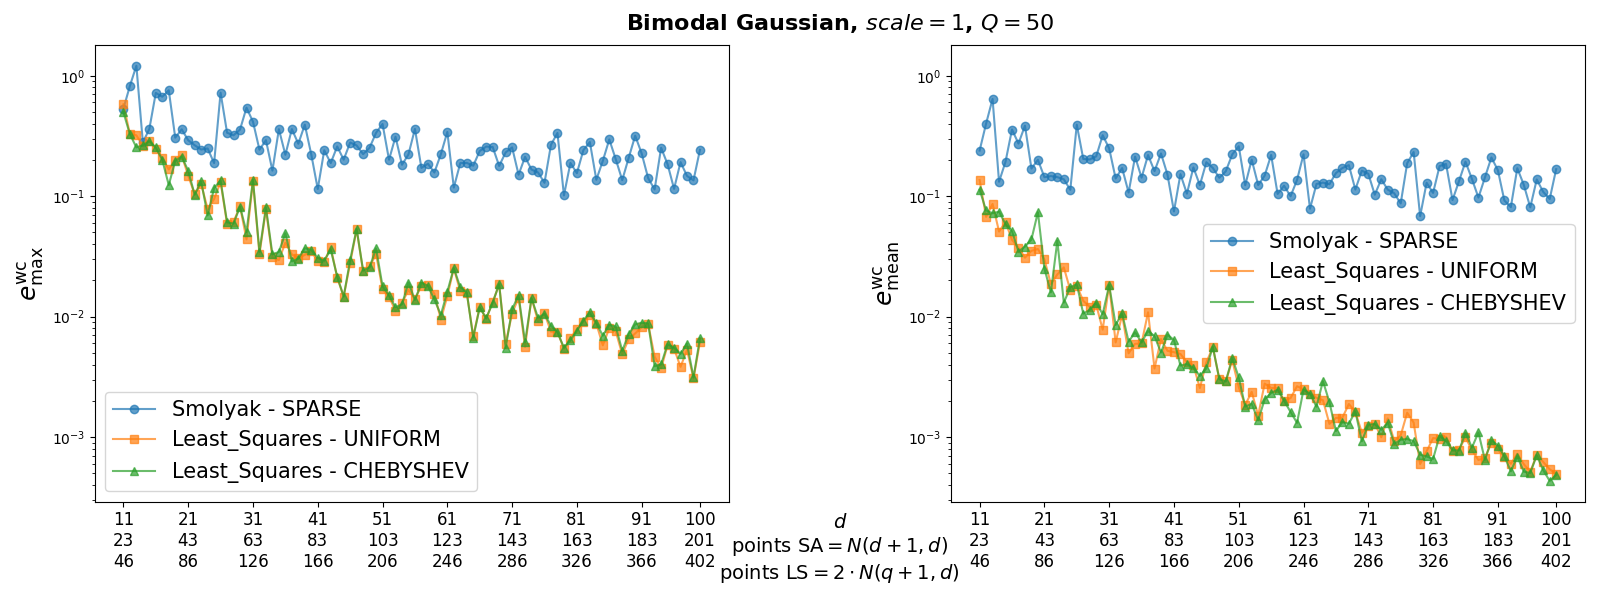 Bimodal Gaussian, scale = 1, Q = 50
10⁰
10⁻¹
10⁻²
10⁻³
e^wc_max
Smolyak - SPARSE
Least_Squares - UNIFORM
Least_Squares - CHEBYSHEV
11 21 31 41 51 61 71 81 91 100
23 43 63 83 103 123 143 163 183 201
46 86 126 166 206 246 286 326 366 402
d
points SA = N(d + 1, d)
points LS = 2 · N(q + 1, d)
10⁰
10⁻¹
10⁻²
10⁻³
e^wc_mean
Smolyak - SPARSE
Least_Squares - UNIFORM
Least_Squares - CHEBYSHEV
11 21 31 41 51 61 71 81 91 100
23 43 63 83 103 123 143 163 183 201
46 86 126 166 206 246 286 326 366 402